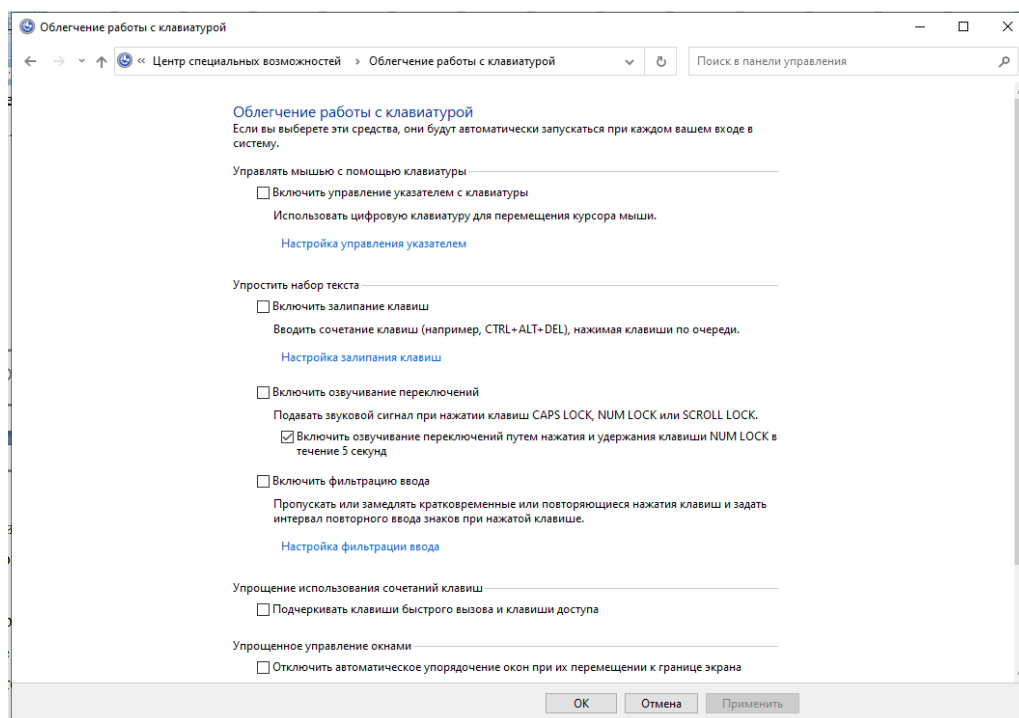 Облегчение работы с клавиатурой
« Центр специальных возможностей › Облегчение работы с клавиатурой
Поиск в панели управления
Облегчение работы с клавиатурой
Если вы выберете эти средства, они будут автоматически запускаться при каждом вашем входе в
систему.
Управлять мышью с помощью клавиатуры
Включить управление указателем с клавиатуры
Использовать цифровую клавиатуру для перемещения курсора мыши.
Настройка управления указателем
Упростить набор текста
Включить залипание клавиш
Вводить сочетание клавиш (например, CTRL+ALT+DEL), нажимая клавиши по очереди.
Настройка залипания клавиш
Включить озвучивание переключений
Подавать звуковой сигнал при нажатии клавиш CAPS LOCK, NUM LOCK или SCROLL LOCK.
Включить озвучивание переключений путем нажатия и удержания клавиши NUM LOCK в
течение 5 секунд
Включить фильтрацию ввода
Пропускать или замедлять кратковременные или повторяющиеся нажатия клавиш и задать
интервал повторного ввода знаков при нажатой клавише.
Настройка фильтрации ввода
Упрощение использования сочетаний клавиш
Подчеркивать клавиши быстрого вызова и клавиши доступа
Упрощенное управление окнами
Отключить автоматическое упорядочение окон при их перемещении к границе экрана
ОК
Отмена
Применить